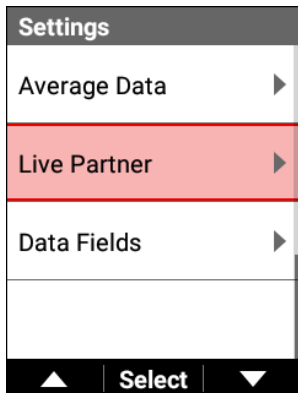 Settings
Average Data
Live Partner
Data Fields
Select